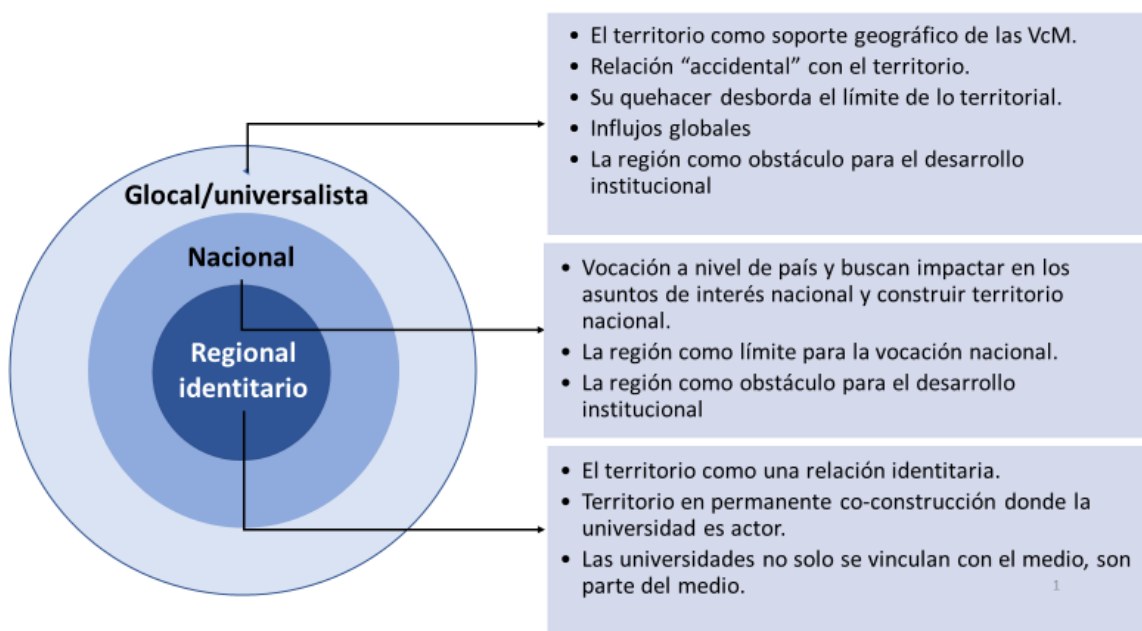 Glocal/universalista
Nacional
Regional
identitario
• El territorio como soporte geográfico de las VcM.
• Relación “accidental” con el territorio.
• Su quehacer desborda el límite de lo territorial.
• Influjos globales
• La región como obstáculo para el desarrollo
institucional
• Vocación a nivel de país y buscan impactar en los
asuntos de interés nacional y construir territorio
nacional.
• La región como límite para la vocación nacional.
• La región como obstáculo para el desarrollo
institucional
• El territorio como una relación identitaria.
• Territorio en permanente co-construcción donde la
universidad es actor.
• Las universidades no solo se vinculan con el medio, son
parte del medio.
1